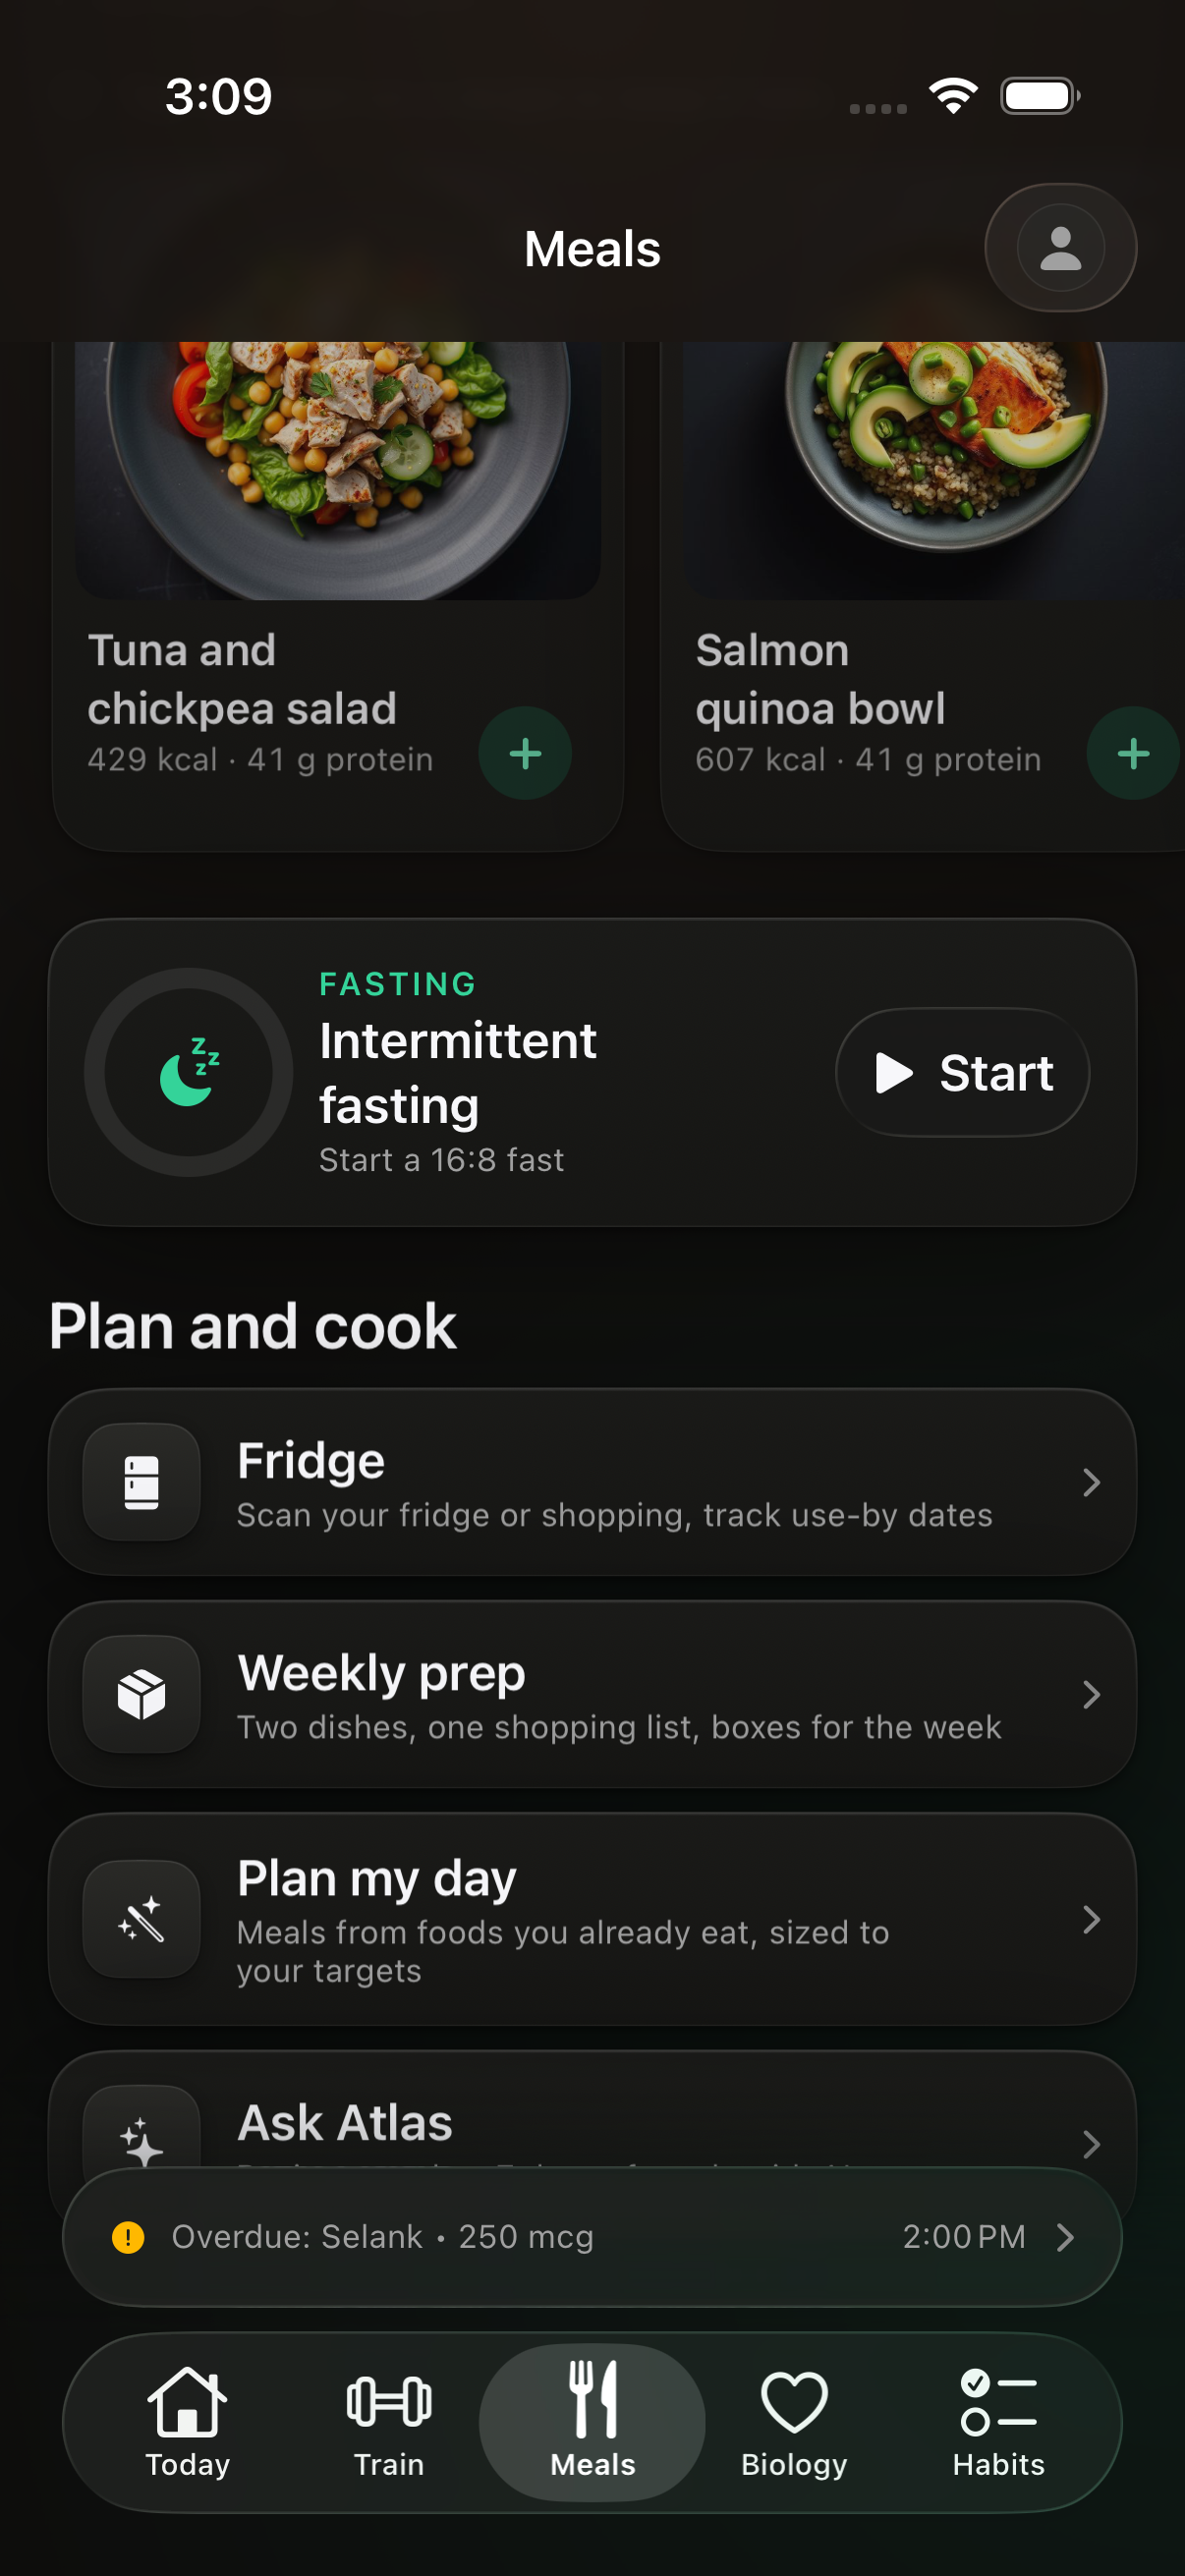 3:09
Meals
Tuna and
chickpea salad
429 kcal · 41 g protein
Salmon
quinoa bowl
607 kcal · 41 g protein
FASTING
Intermittent
fasting
Start a 16:8 fast
Start
Plan and cook
Fridge
Scan your fridge or shopping, track use-by dates
Weekly prep
Two dishes, one shopping list, boxes for the week
Plan my day
Meals from foods you already eat, sized to
your targets
Ask Atlas
Overdue: Selank • 250 mcg
2:00 PM
Today
Train
Meals
Biology
Habits